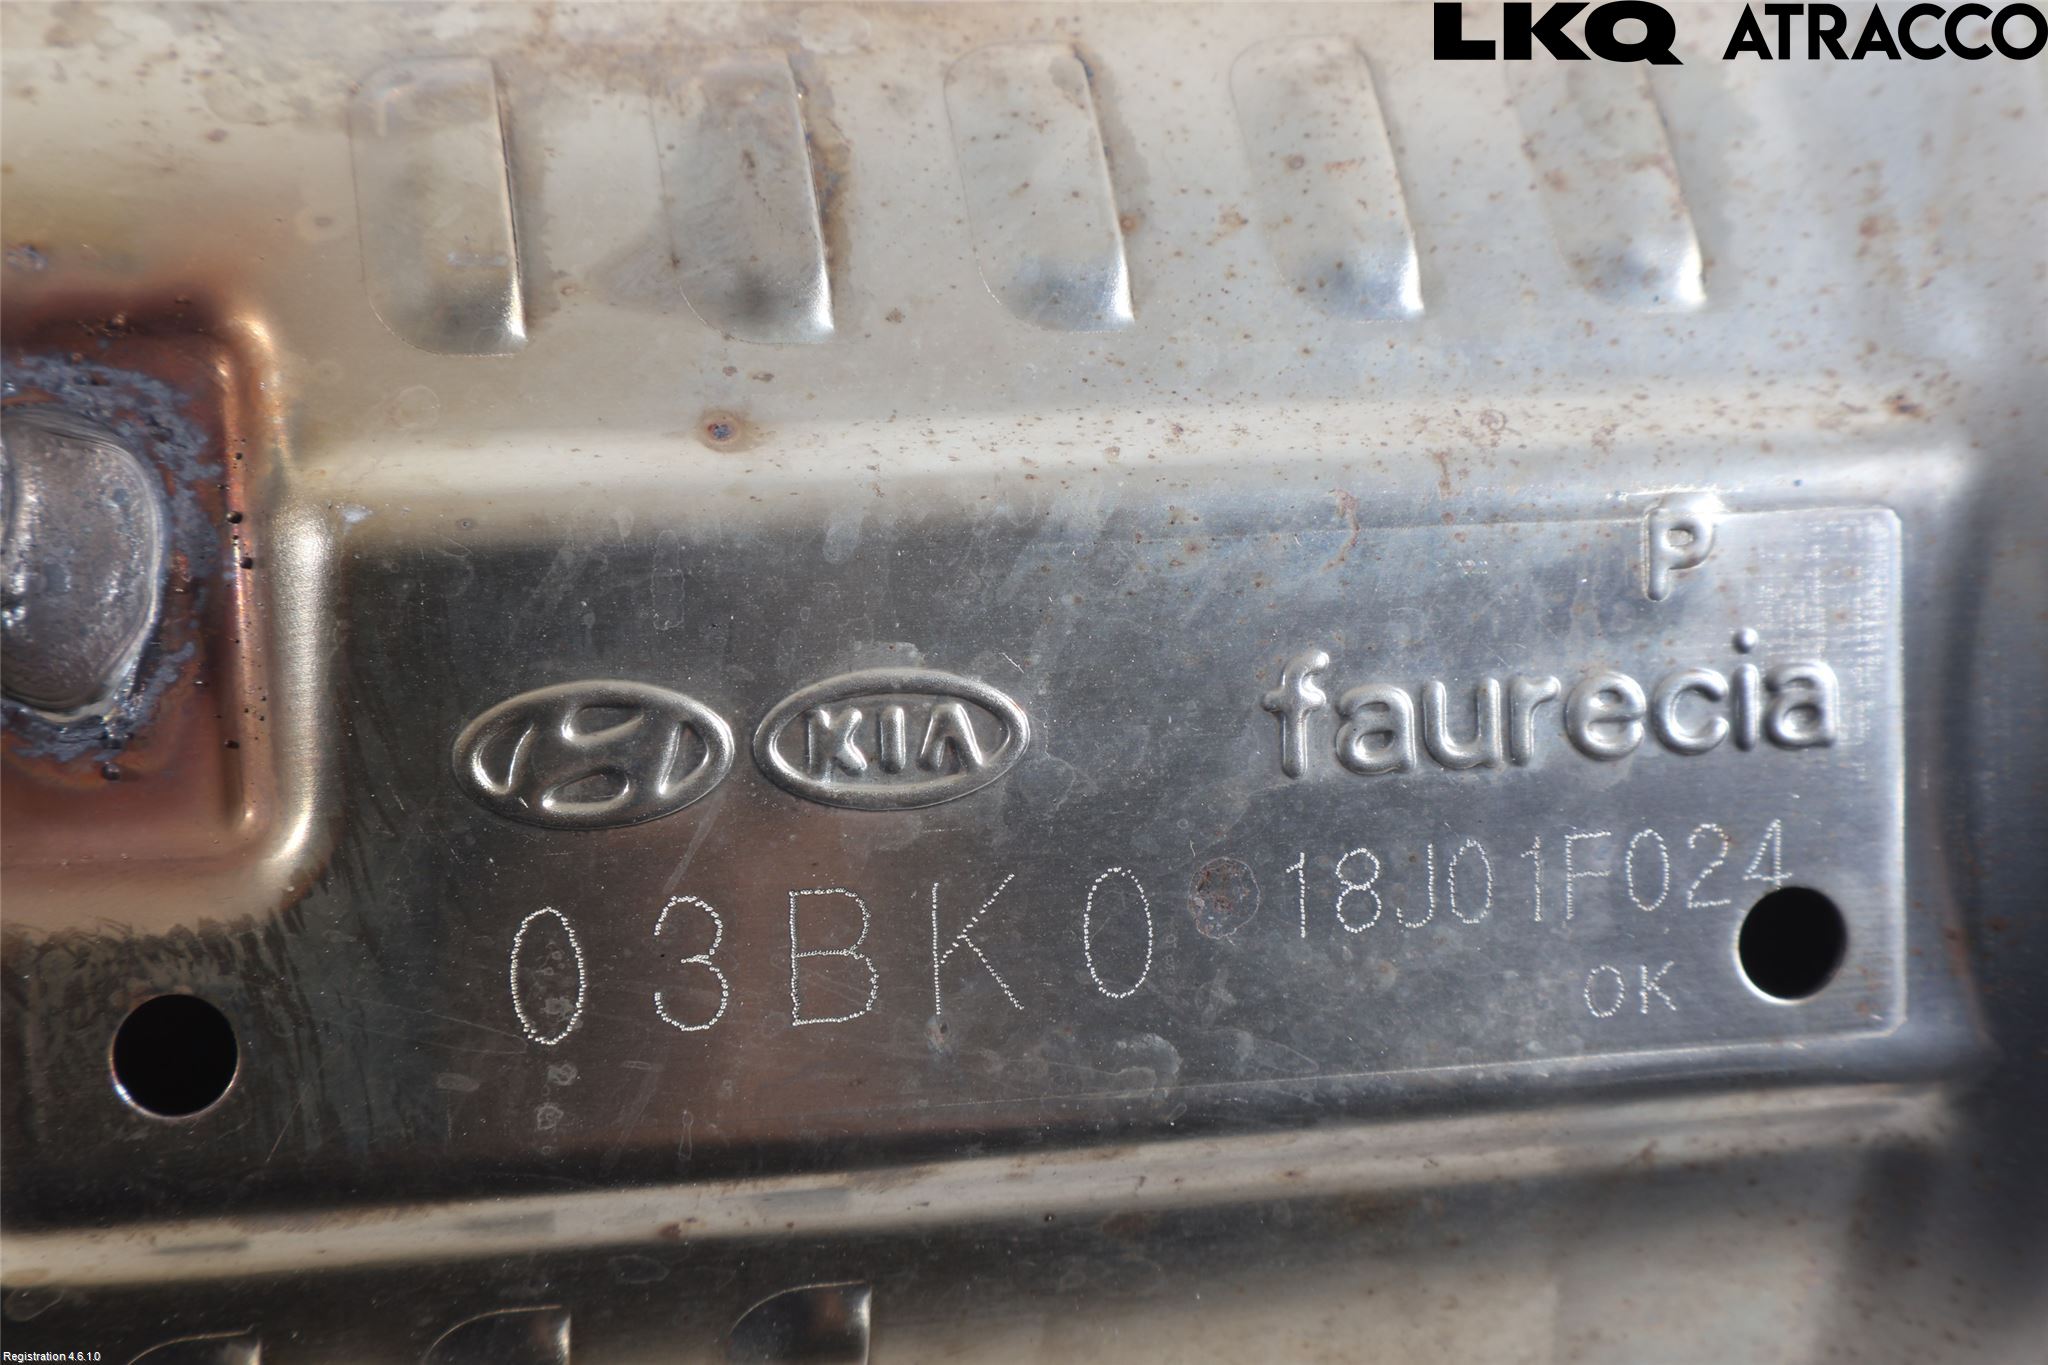 LKQ ATRACCO
P
KIA faurecia
03BK0 18J01F024
OK
Registration 4.6.1.0